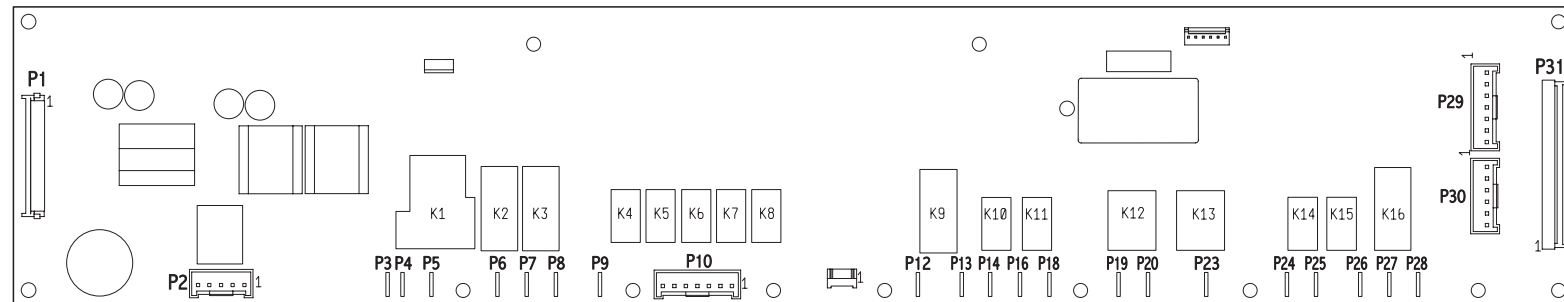 P1 1
P31
1
P29
1
P30
K1 K2 K3 K4 K5 K6 K7 K8 K9 K10 K11 K12 K13 K14 K15 K16
1
P2 1
P3 P4 P5 P6 P7 P8 P9 P10 1 1 P12 P13 P14 P16 P18 P19 P20 P23 P24 P25 P26 P27 P28